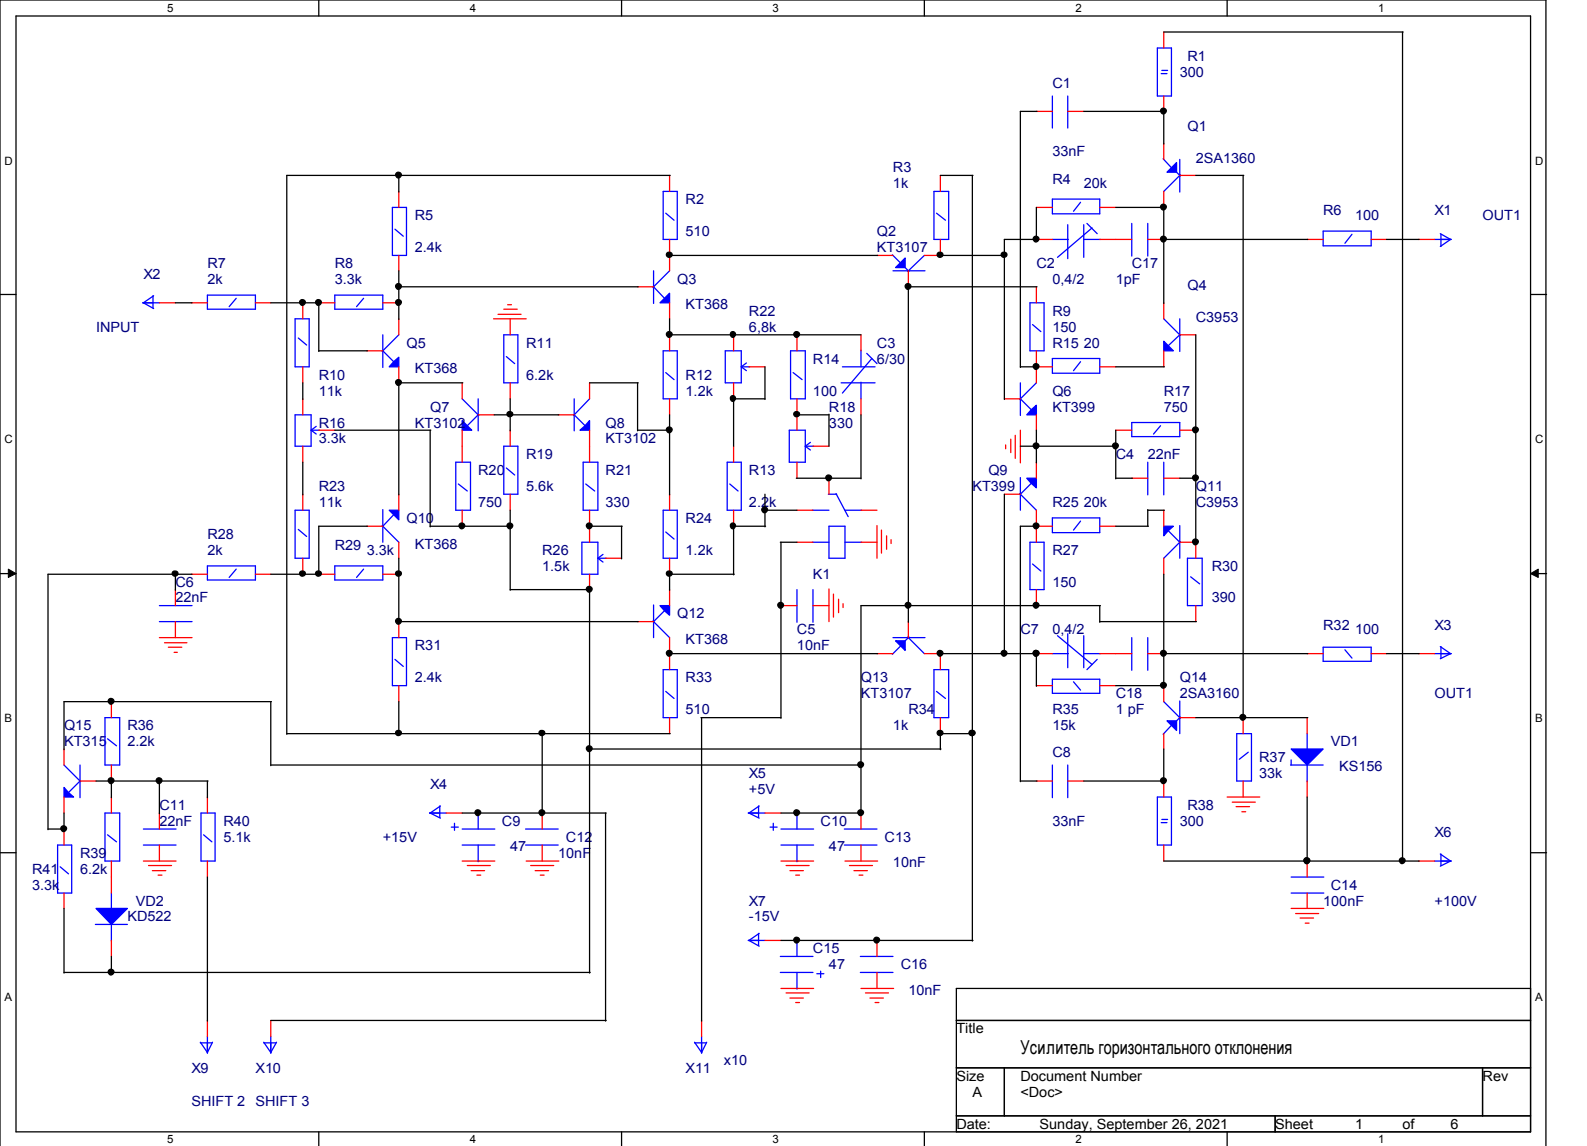 5 4 3 2 1
D D
C C
B B
A A
R1
300
C1
33nF
Q1
2SA1360
R3
1k
R4 20k
R2
510
R5
2.4k
Q2
KT3107
R6 100
X1
OUT1
C2
0,4/2
C17
1pF
X2
INPUT
R7
2k
R8
3.3k
Q3
KT368
Q4
C3953
R9
150
R22
6,8k
C3
6/30
R15 20
Q5
KT368
R11
6.2k
R10
11k
R12
1.2k
R14
100
Q6
KT399
R17
750
R18
330
R16
3.3k
Q7
KT3102
Q8
KT3102
R19
5.6k
C4 22nF
R20
750
R21
330
R13
2.2k
Q9
KT399
Q11
C3953
R23
11k
Q10
KT368
R24
1.2k
R25 20k
R28
2k
R29 3.3k
R26
1.5k
R27
150
R30
390
K1
C6
22nF
Q12
KT368
C5
10nF
C7 0,4/2
R32 100
X3
OUT1
R31
2.4k
R33
510
Q13
KT3107
R34
1k
C18
1 pF
Q14
2SA3160
R35
15k
Q15
KT315
R36
2.2k
C8
33nF
R37
33k
VD1
KS156
X4
+15V
X5
+5V
C11
22nF
R40
5.1k
C9
+
47
C12
10nF
C10
+
47
C13
10nF
R38
300
X6
+100V
R39
6.2k
R41
3.3k
C14
100nF
VD2
KD522
X7
-15V
C15
47
+
C16
10nF
X9
SHIFT 2
X10
SHIFT 3
X11
x10
Title
Усилитель горизонтального отклонения
Size
A
Document Number
<Doc>
Rev
Date: Sunday, September 26, 2021 Sheet 1 of 6
5 4 3 2 1